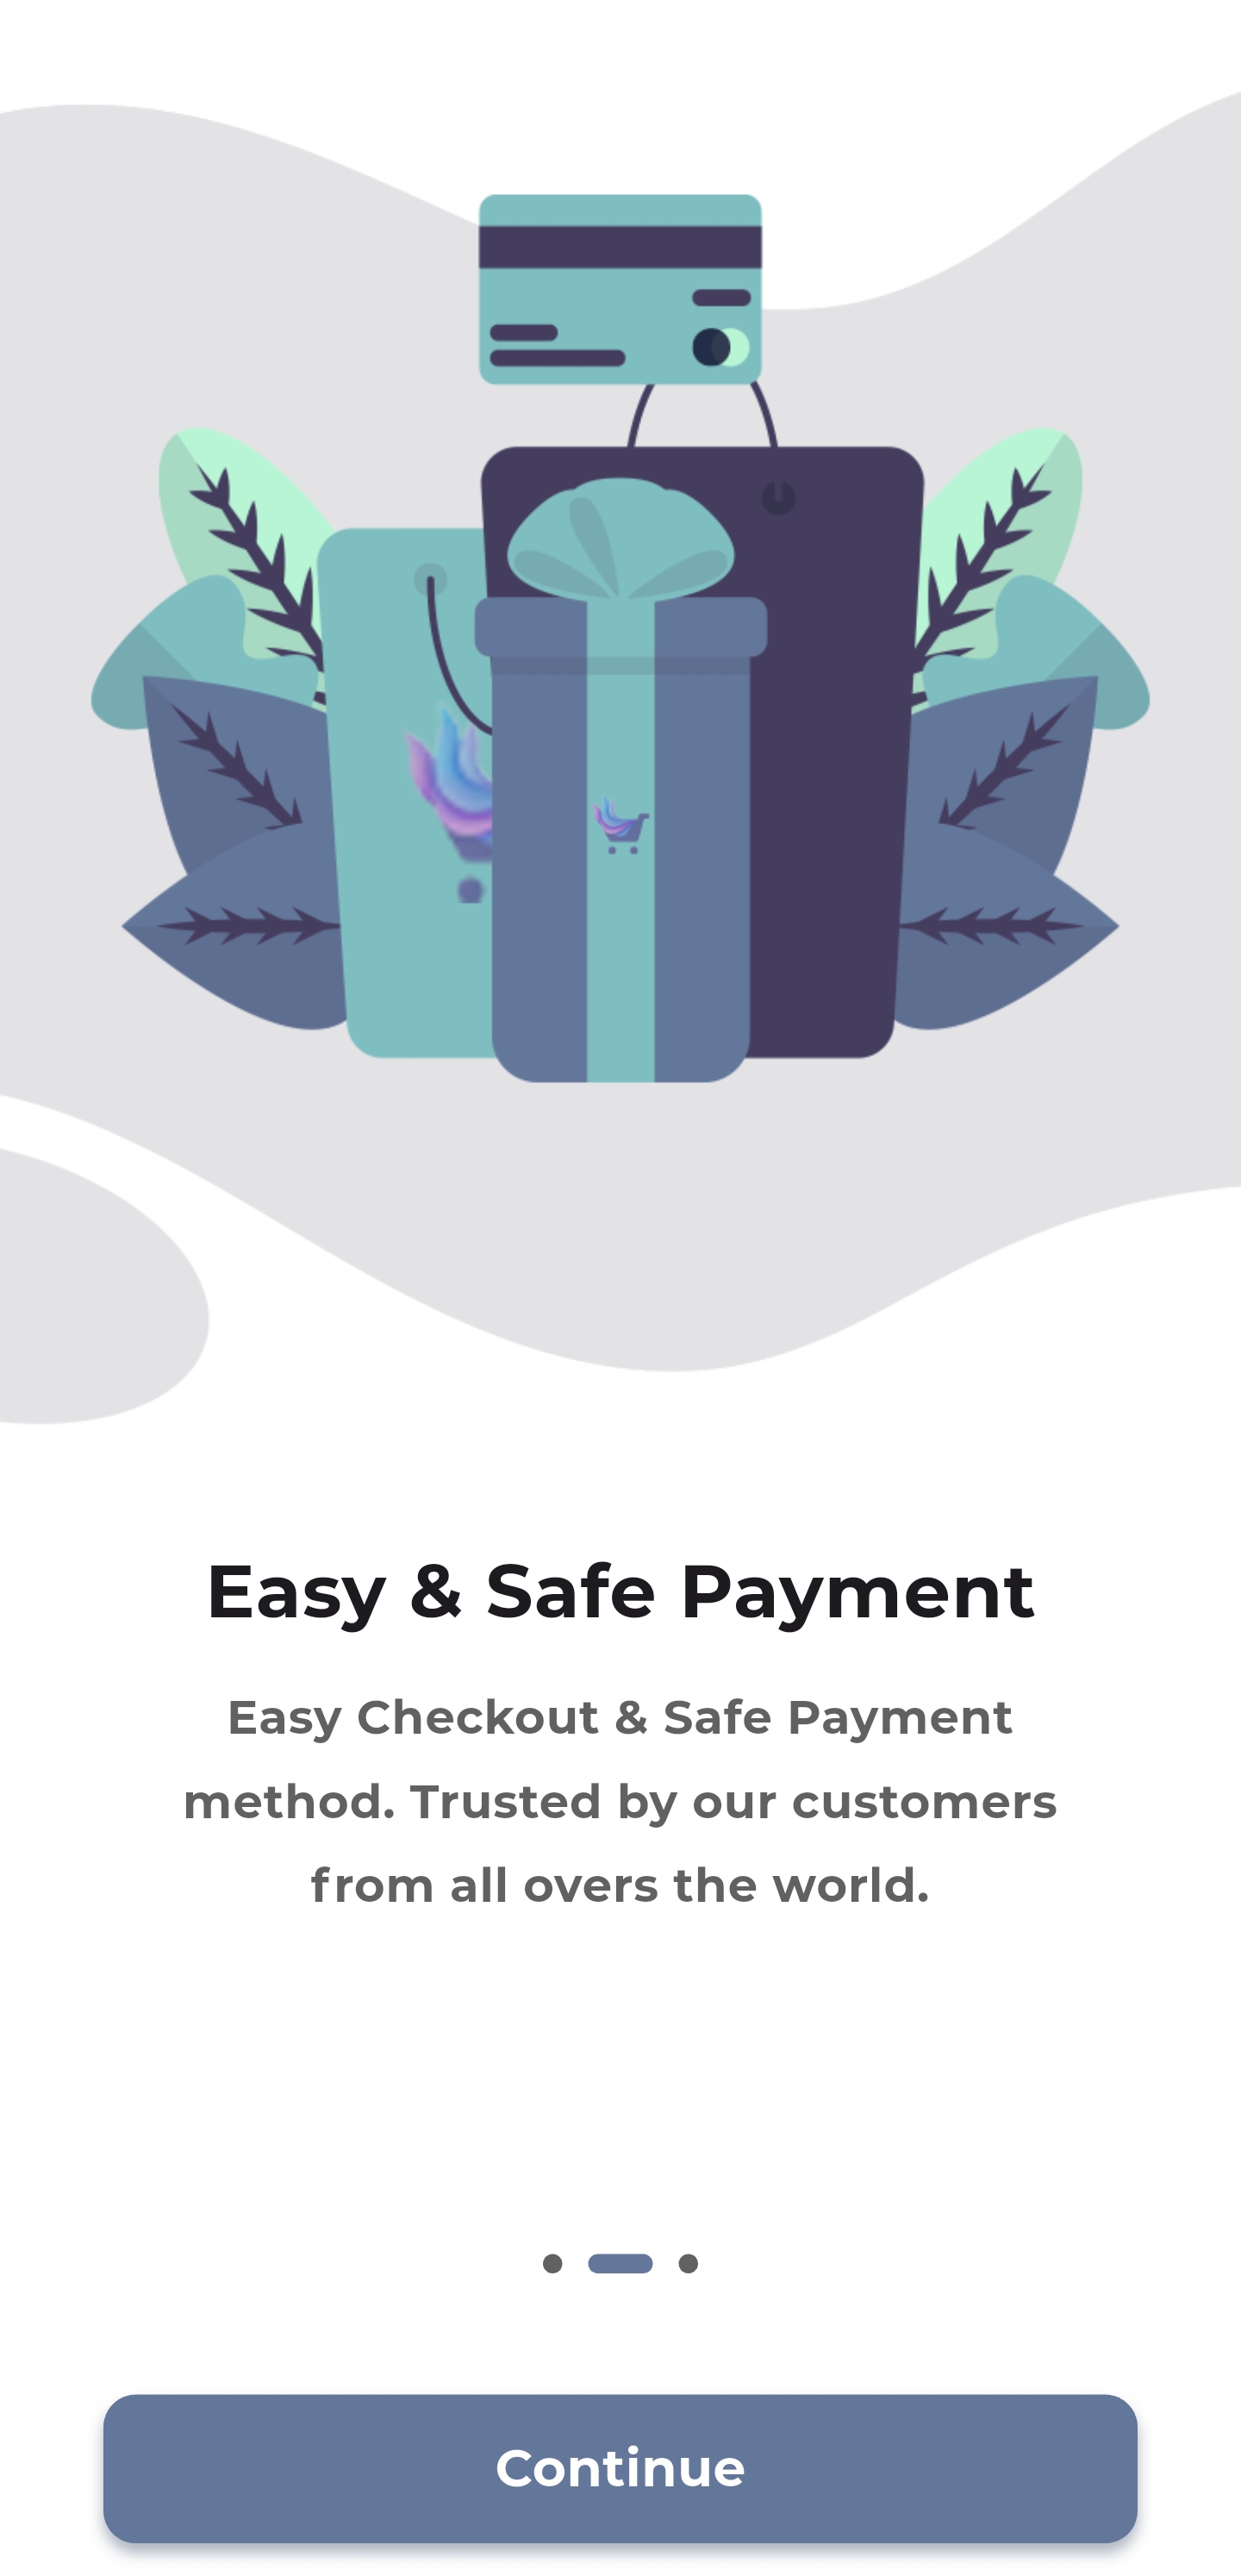 Easy & Safe Payment
Easy Checkout & Safe Payment
method. Trusted by our customers
from all overs the world.
Continue